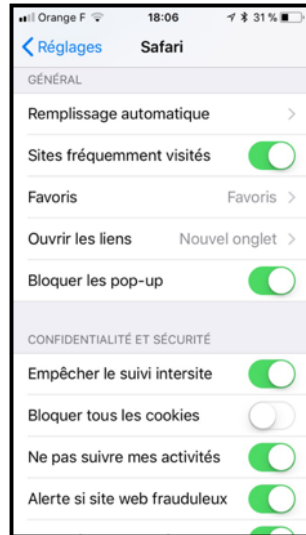 Orange F 18:06 31 %
Réglages Safari
GÉNÉRAL
Remplissage automatique
Sites fréquemment visités
Favoris Favoris
Ouvrir les liens Nouvel onglet
Bloquer les pop-up
CONFIDENTIALITÉ ET SÉCURITÉ
Empêcher le suivi intersite
Bloquer tous les cookies
Ne pas suivre mes activités
Alerte si site web frauduleux